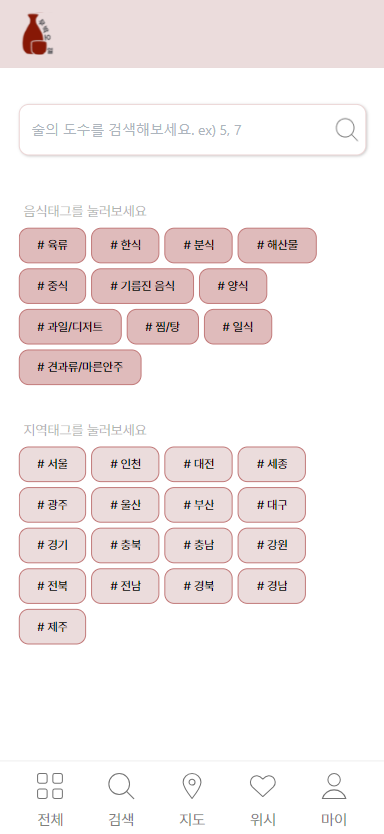 술의 도수를 검색해보세요. ex) 5, 7
음식태그를 눌러보세요
# 육류 # 한식 # 분식 # 해산물
# 중식 # 기름진 음식 # 양식
# 과일/디저트 # 찜/탕 # 일식
# 견과류/마른안주
지역태그를 눌러보세요
# 서울 # 인천 # 대전 # 세종
# 광주 # 울산 # 부산 # 대구
# 경기 # 충북 # 충남 # 강원
# 전북 # 전남 # 경북 # 경남
# 제주
전체 검색 지도 위시 마이